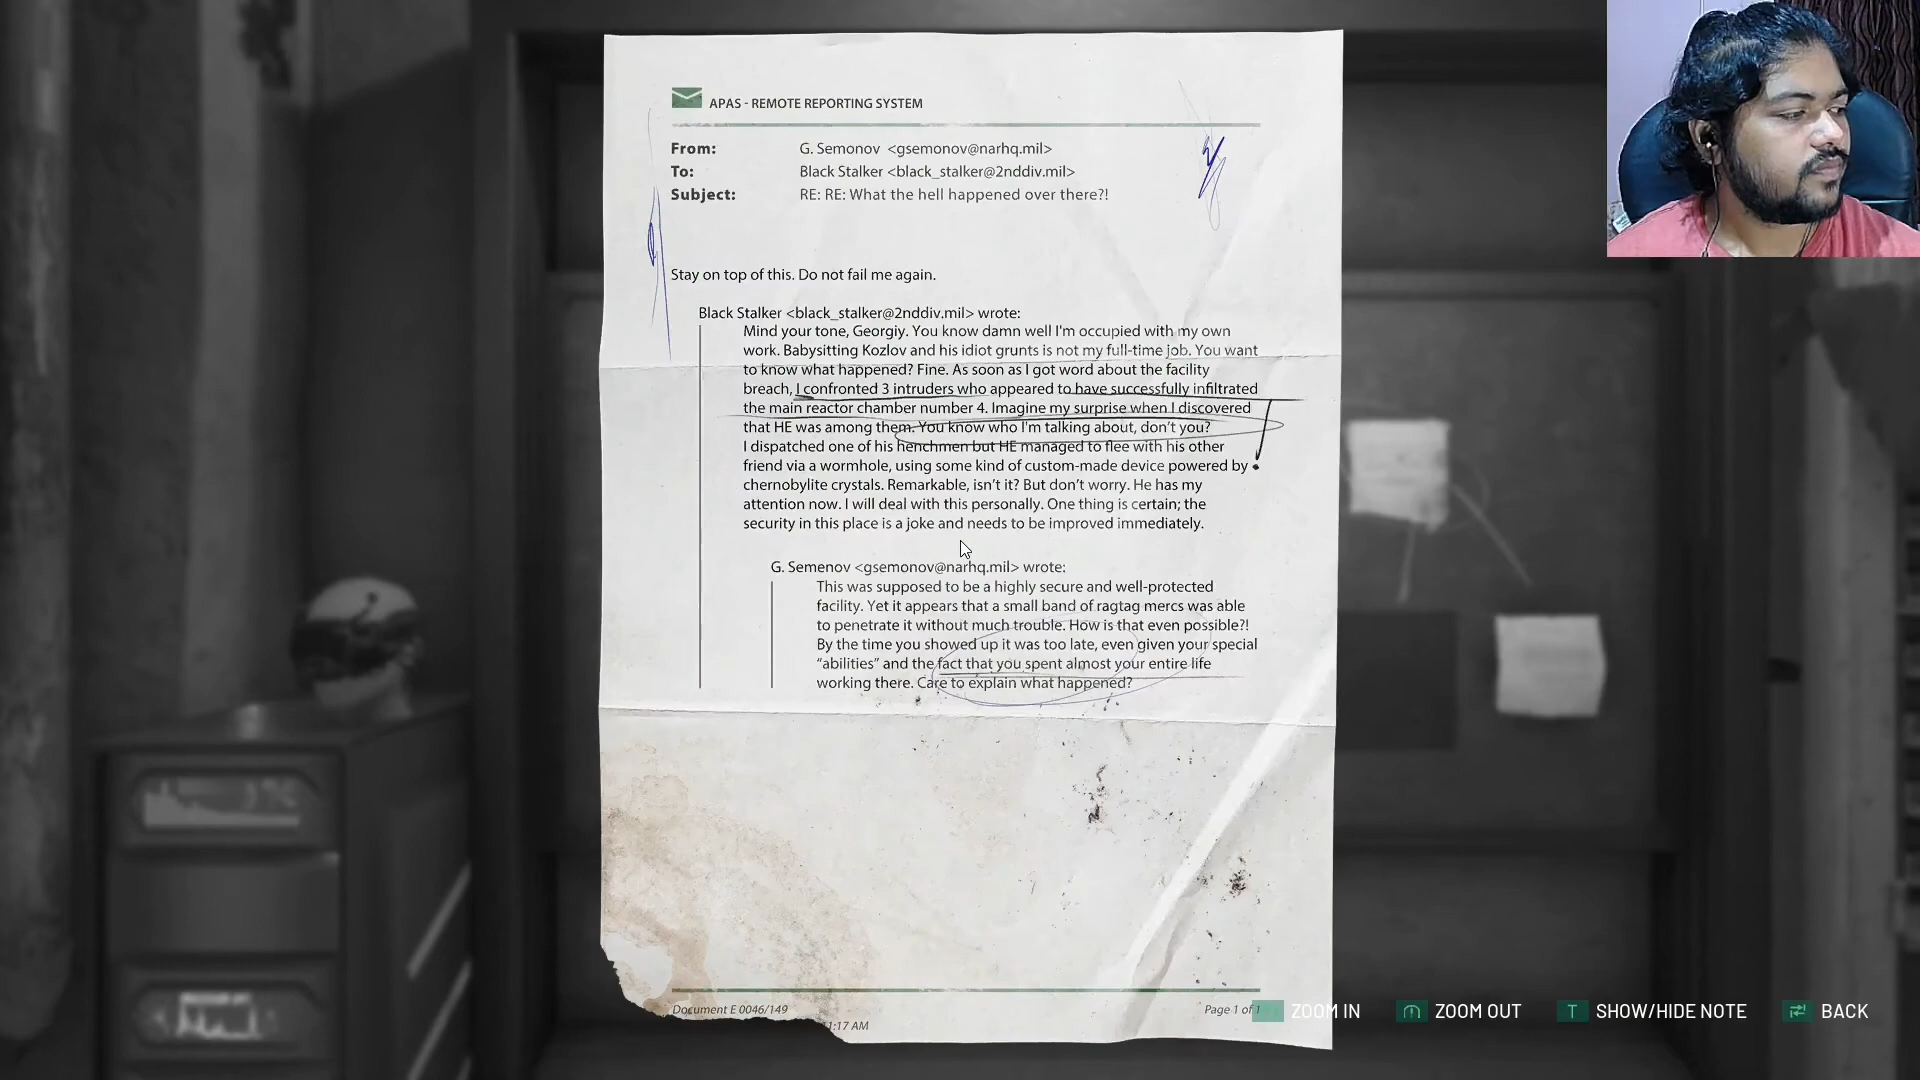 APAS - REMOTE REPORTING SYSTEM
From: G. Semonov <gsemonov@narhq.mil>
To: Black Stalker <black_stalker@2nddiv.mil>
Subject: RE: RE: What the hell happened over there?!
Stay on top of this. Do not fail me again.
Black Stalker <black_stalker@2nddiv.mil> wrote:
Mind your tone, Georgiy. You know damn well I'm occupied with my own
work. Babysitting Kozlov and his idiot grunts is not my full-time job. You want
to know what happened? Fine. As soon as I got word about the facility
breach, I confronted 3 intruders who appeared to have successfully infiltrated
the main reactor chamber number 4. Imagine my surprise when I discovered
that HE was among them. You know who I'm talking about, don't you?
I dispatched one of his henchmen but HE managed to flee with his other
friend via a wormhole, using some kind of custom-made device powered by
chernobylite crystals. Remarkable, isn't it? But don't worry. He has my
attention now. I will deal with this personally. One thing is certain; the
security in this place is a joke and needs to be improved immediately.
G. Semenov <gsemonov@narhq.mil> wrote:
This was supposed to be a highly secure and well-protected
facility. Yet it appears that a small band of ragtag mercs was able
to penetrate it without much trouble. How is that even possible?!
By the time you showed up it was too late, even given your special
“abilities” and the fact that you spent almost your entire life
working there. Care to explain what happened?
Document E 0046/149
Page 1 of 1
1:17 AM
ZOOM IN
ZOOM OUT
T SHOW/HIDE NOTE
BACK